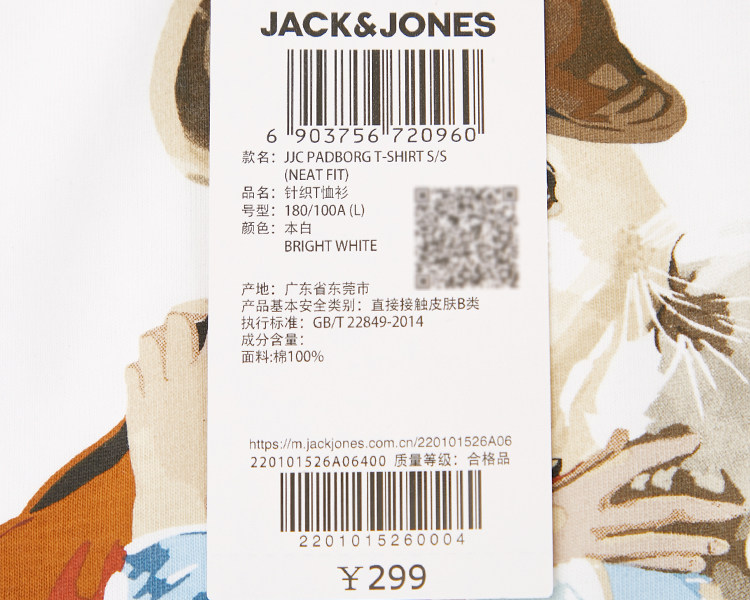 JACK&JONES
6 903756 720960
款名：JJC PADBORG T-SHIRT S/S
(NEAT FIT)
品名：针织T恤衫
号型：180/100A (L)
颜色：本白
BRIGHT WHITE
产地：广东省东莞市
产品基本安全类别：直接接触皮肤B类
执行标准：GB/T 22849-2014
成分含量：
面料:棉100%
https://m.jackjones.com.cn/220101526A06
220101526A06400 质量等级：合格品
2201015260004
￥299